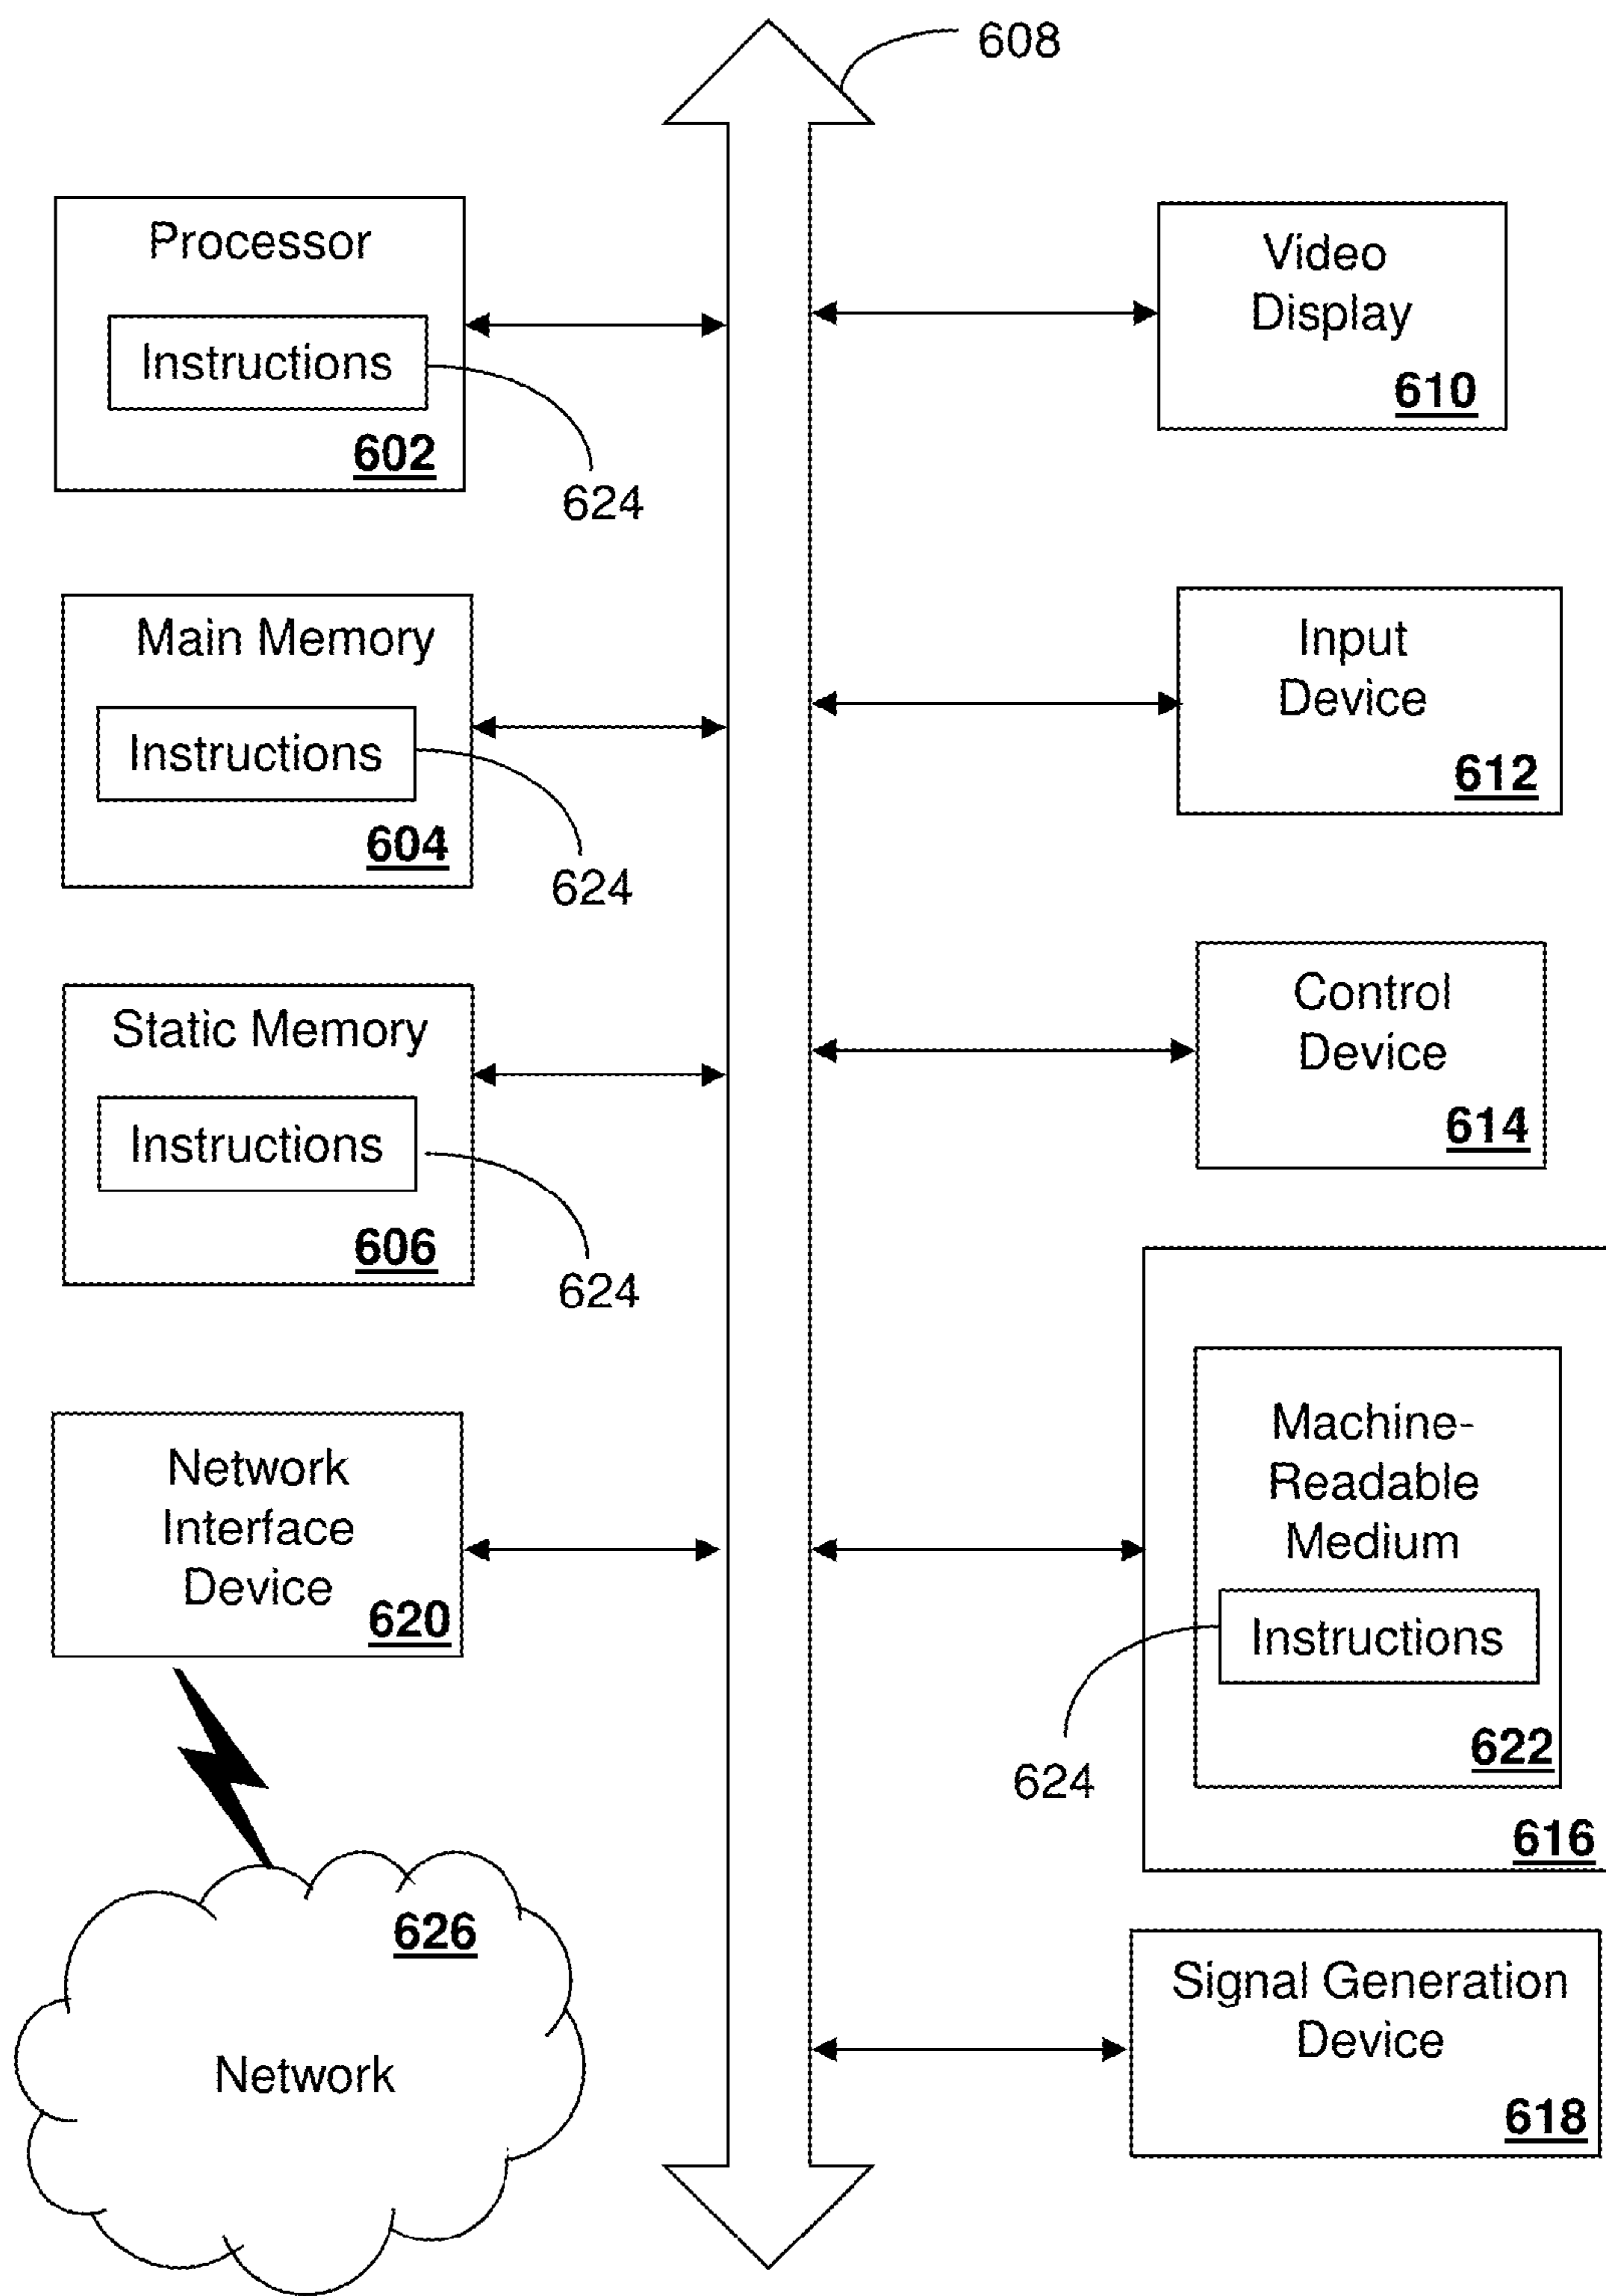 608
Processor
Instructions
602
624
Main Memory
Instructions
604
624
Static Memory
Instructions
606
624
Network
Interface
Device
620
626
Network
Video
Display
610
Input
Device
612
Control
Device
614
Machine-
Readable
Medium
Instructions
622
624
616
Signal Generation
Device
618